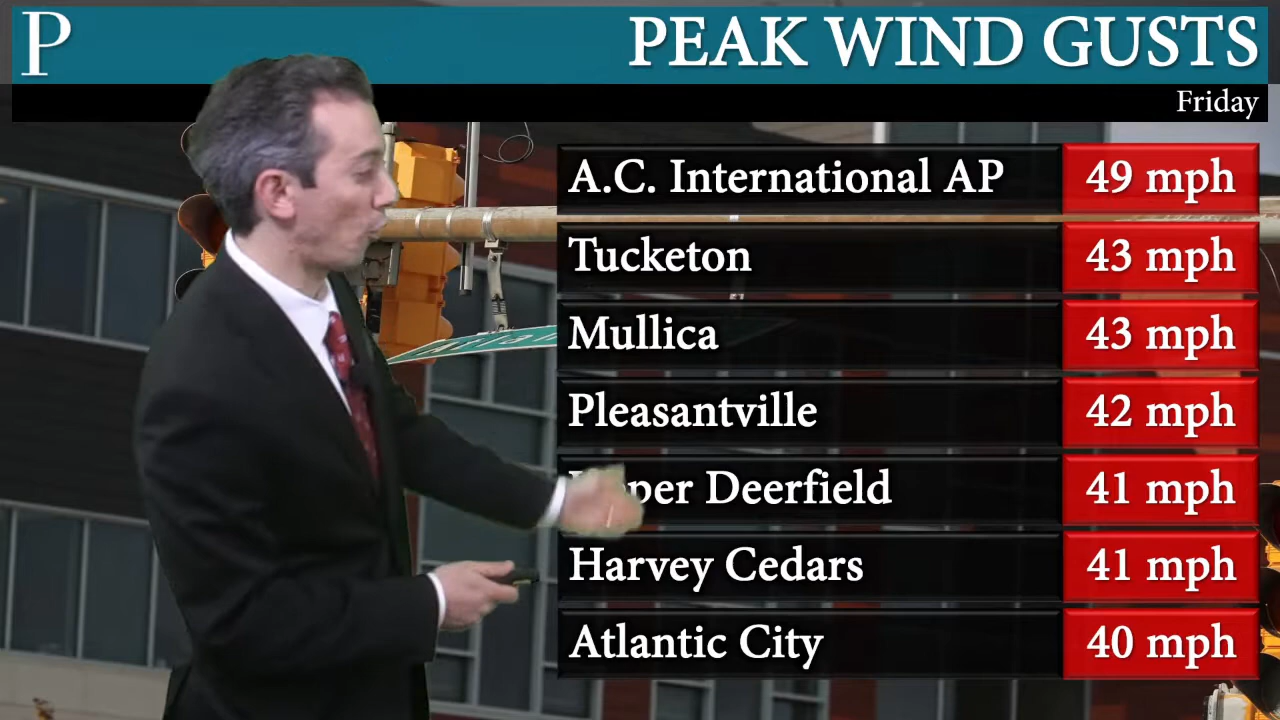 P
PEAK WIND GUSTS
Friday
A.C. International AP 49 mph
Tucketon 43 mph
Mullica 43 mph
Pleasantville 42 mph
Deerfield 41 mph
Harvey Cedars 41 mph
Atlantic City 40 mph